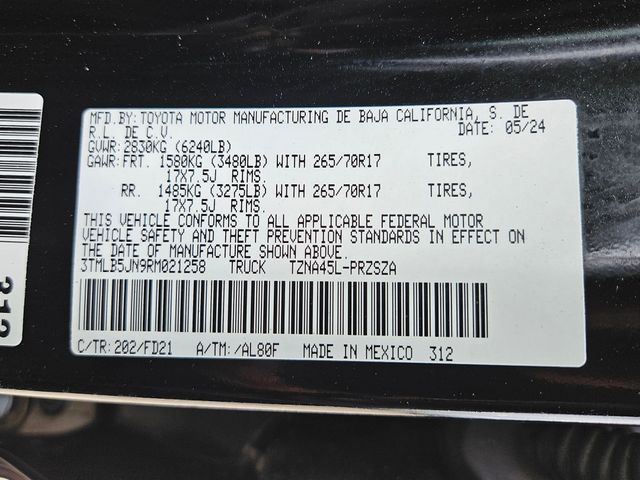 MFD.BY:TOYOTA MOTOR MANUFACTURING DE BAJA CALIFORNIA, S. DE
R.L. DE C.V. DATE: 05/24
GVWR:2830KG (6240LB)
GAWR:FRT. 1580KG (3480LB) WITH 265/70R17 TIRES,
17X7.5J RIMS.
RR. 1485KG (3275LB) WITH 265/70R17 TIRES,
17X7.5J RIMS.
THIS VEHICLE CONFORMS TO ALL APPLICABLE FEDERAL MOTOR
VEHICLE SAFETY AND THEFT PREVENTION STANDARDS IN EFFECT ON
THE DATE OF MANUFACTURE SHOWN ABOVE.
3TMLB5JN9RM021258 TRUCK TZNA45L-PRZSZA
C/TR:202/FD21 A/TM:/AL80F MADE IN MEXICO 312
312